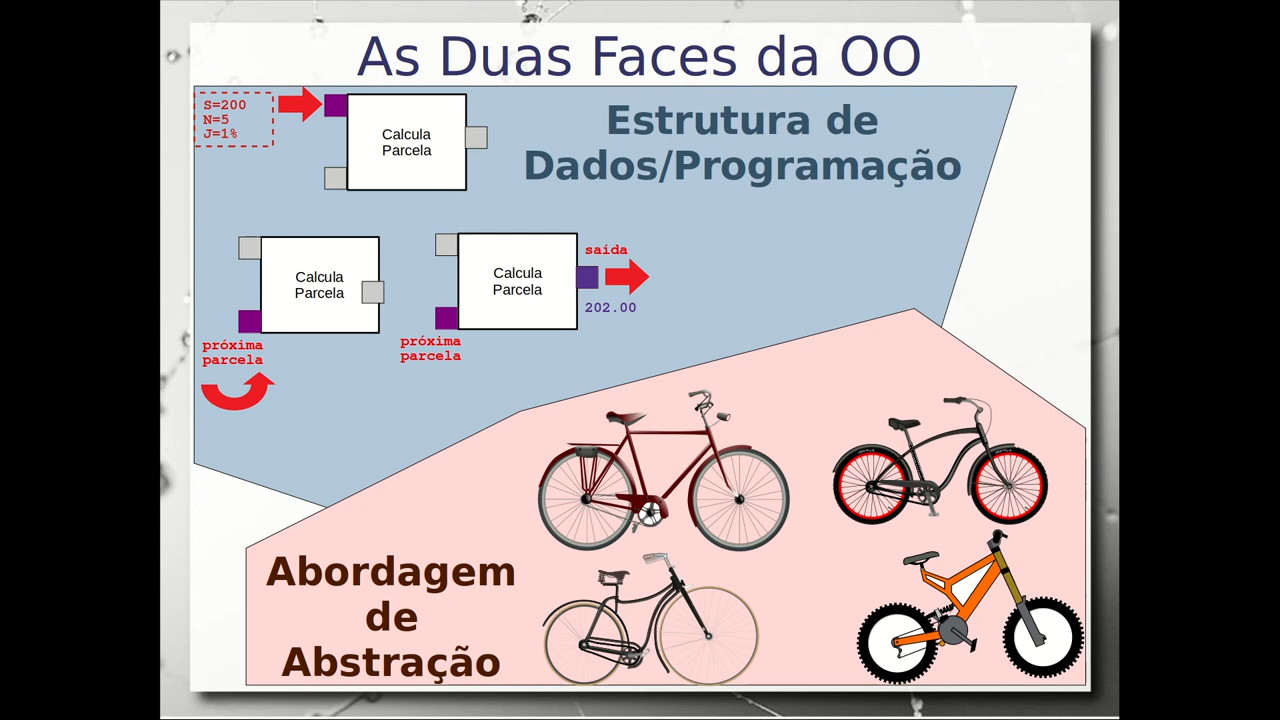 As Duas Faces da OO
S=200
N=5
J=1%
Calcula
Parcela
Estrutura de
Dados/Programação
Calcula
Parcela
próxima
parcela
Calcula
Parcela
saída
202.00
próxima
parcela
Abordagem
de
Abstração